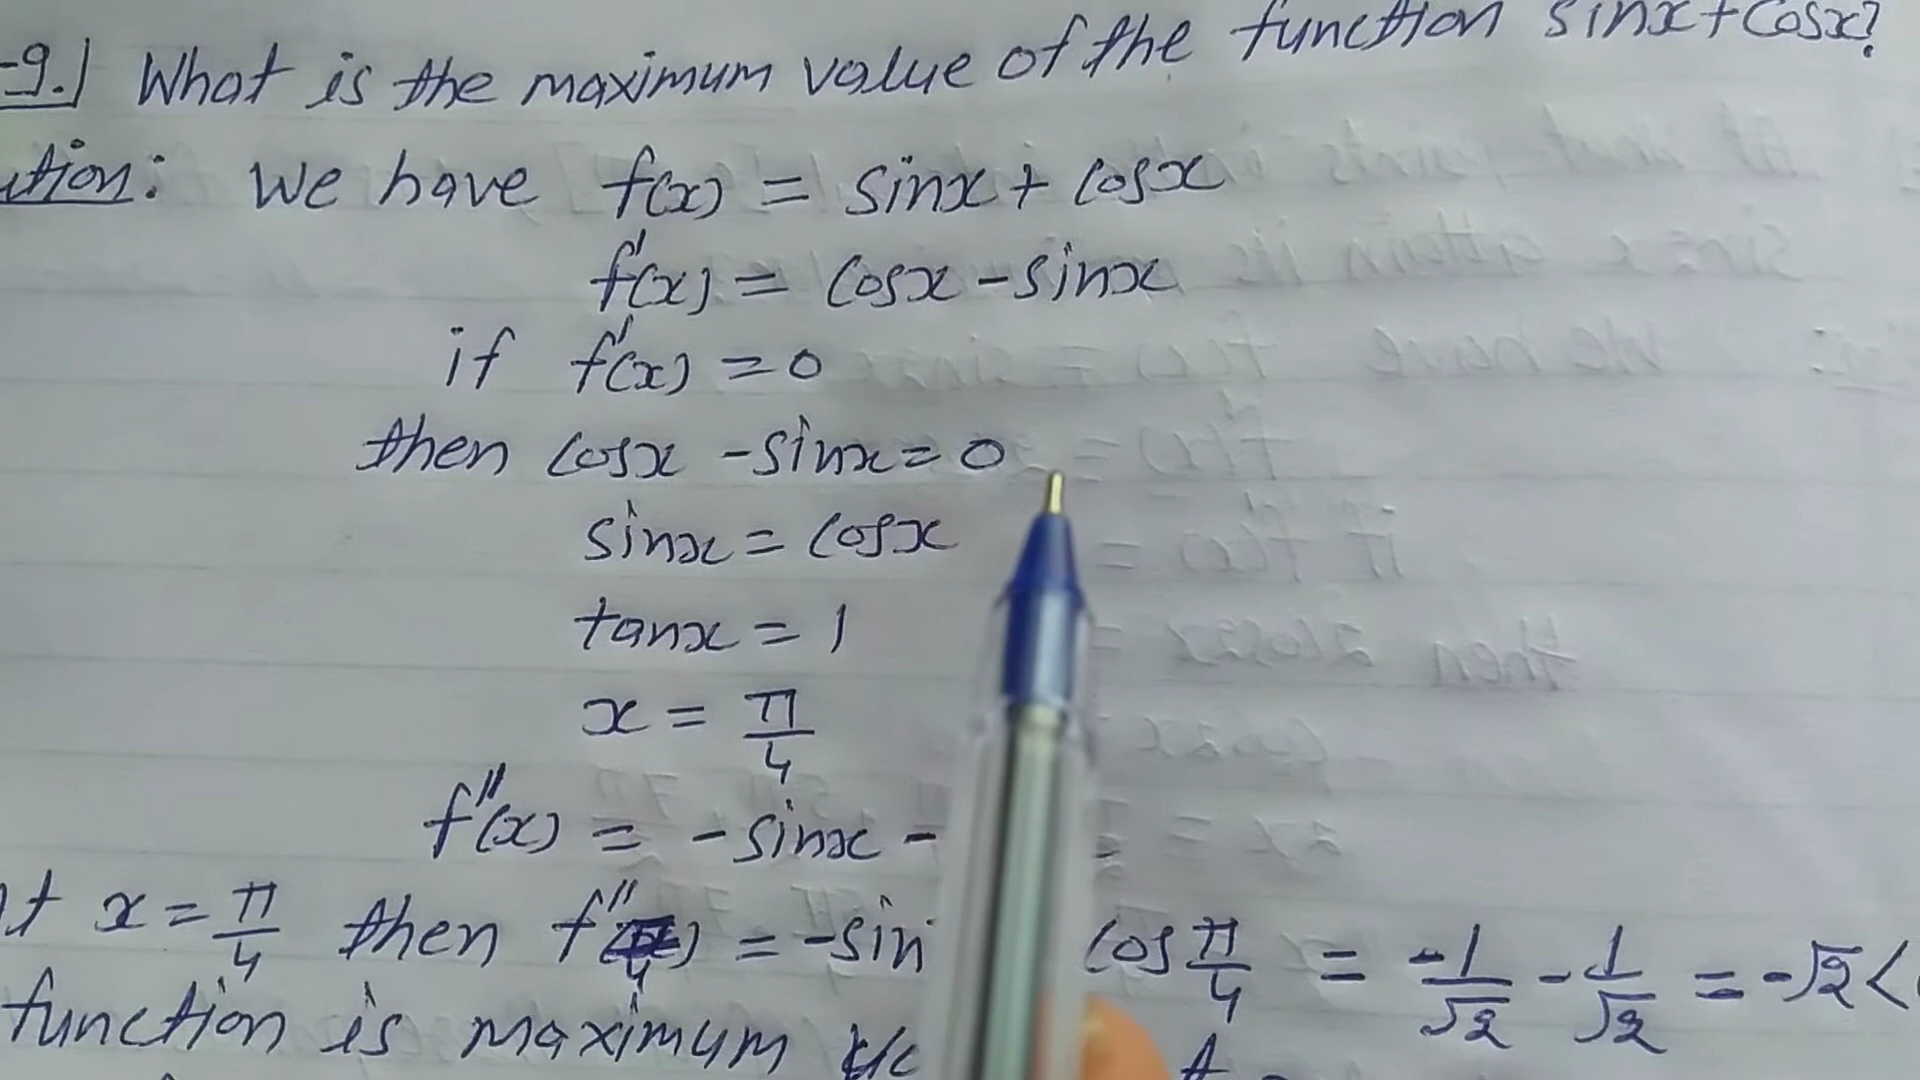 -9.) What is the maximum value of the function sinx+cosx?
ution: We have f(x) = sinx + cosx
f'(x) = cosx - sinx
if f'(x) = 0
then cosx - sinx = 0
sinx = cosx
tanx = 1
x = π/4
f''(x) = -sinx -
t x = π/4 then f''(π/4) = -sin cos π/4 = -1/√2 - 1/√2 = -√2 <
function is maximum